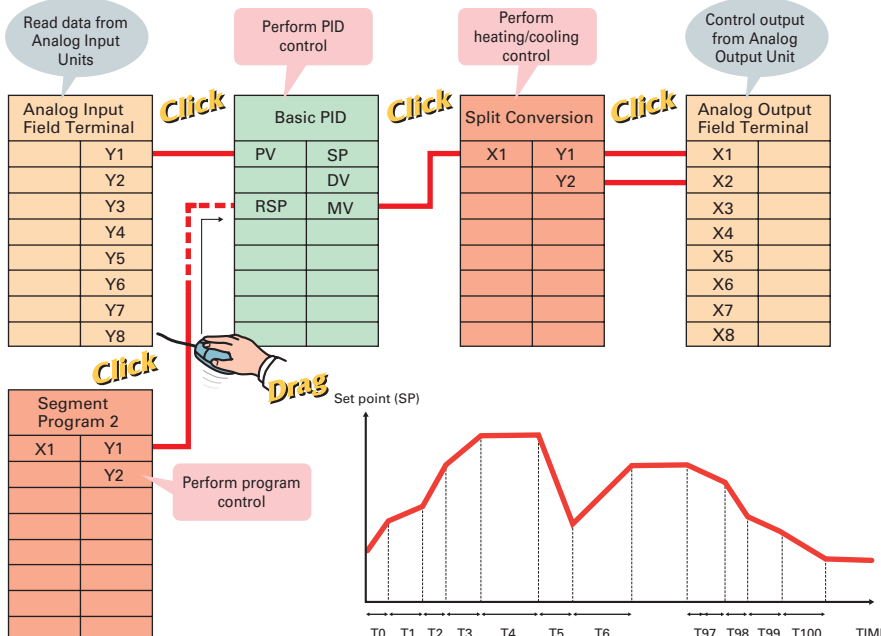 Read data from
Analog Input
Units
Perform PID
control
Perform
heating/cooling
control
Control output
from Analog
Output Unit
Analog Input
Field Terminal
Click
Basic PID
Click
Split Conversion
Click
Analog Output
Field Terminal
Y1
PV SP
X1 Y1
X1
Y2
DV
Y2
X2
Y3
RSP MV
X3
Y4
X4
Y5
X5
Y6
X6
Y7
X7
Y8
X8
Click
Drag
Segment
Program 2
X1 Y1
Y2
Perform program
control
Set point (SP)
T0 T1 T2 T3 T4 T5 T6 T97 T98 T99 T100 TIME